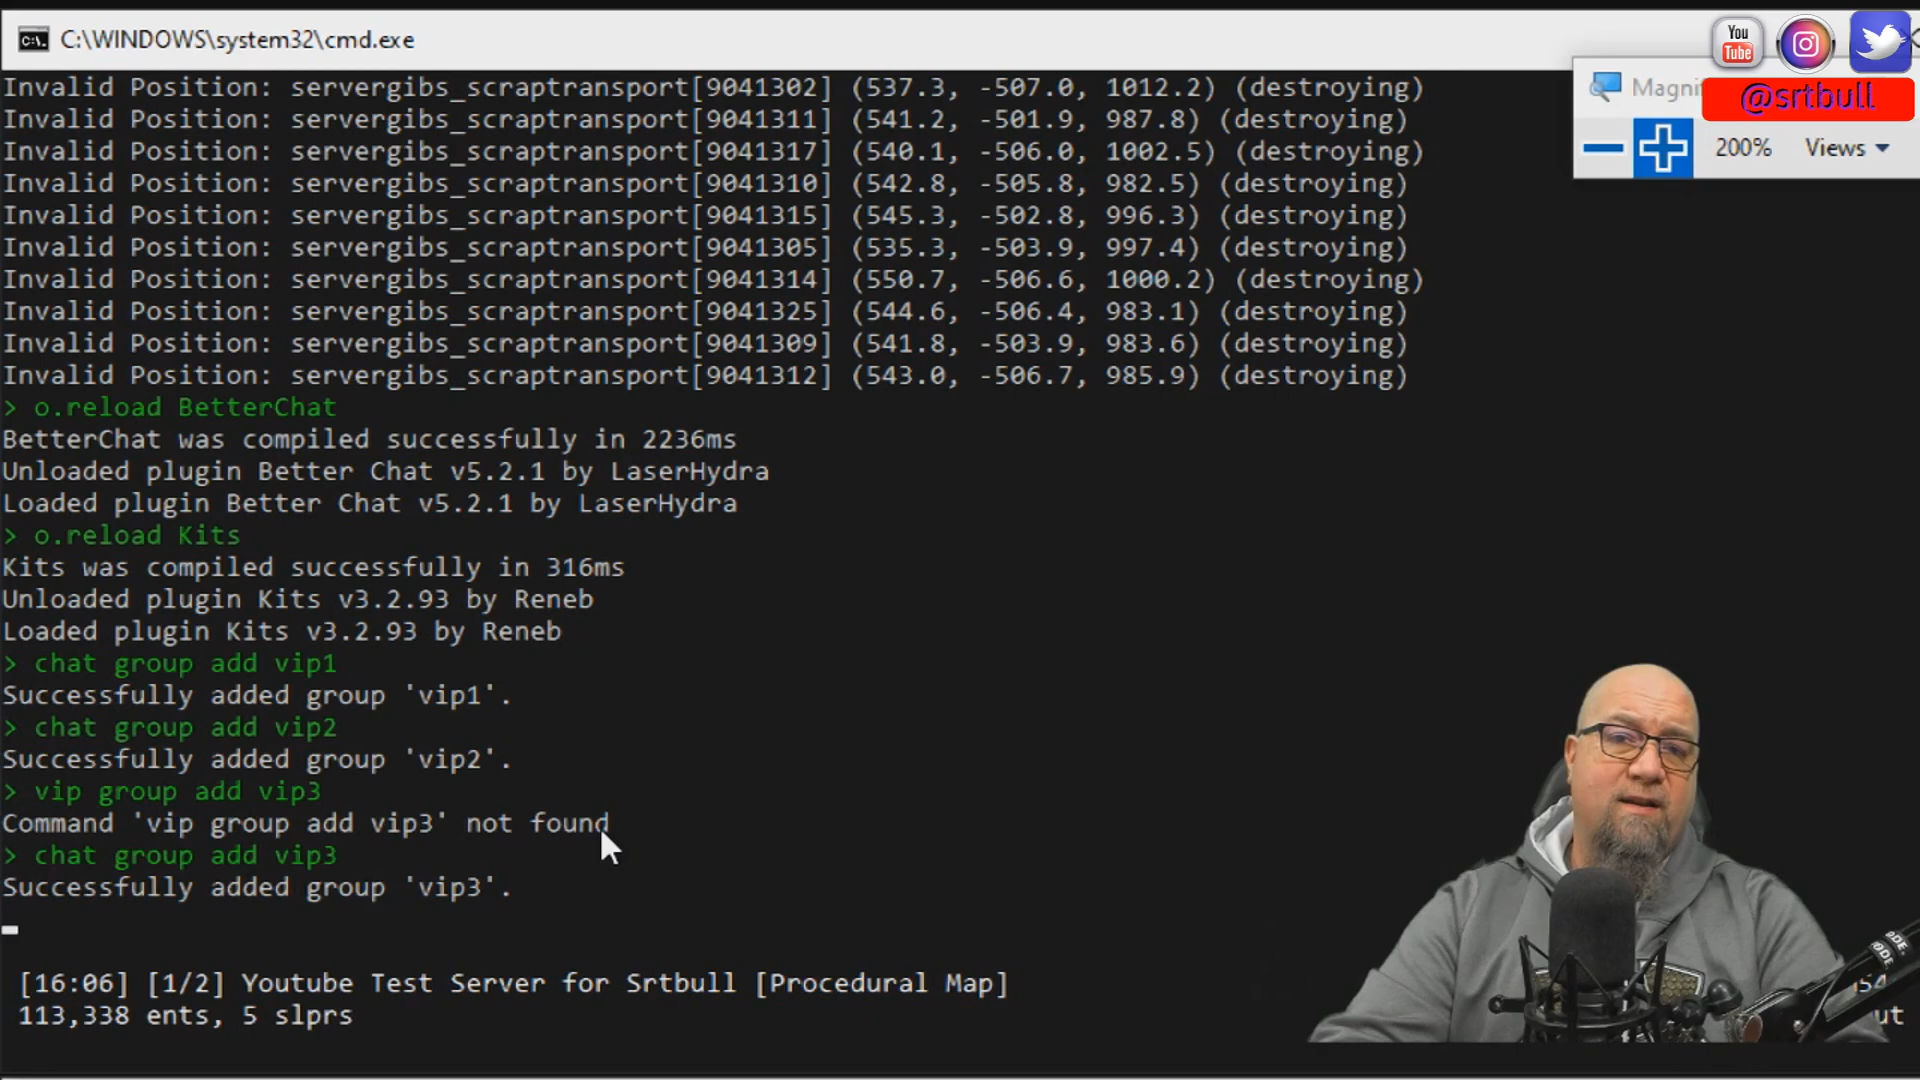 C:\WINDOWS\system32\cmd.exe
You
Tube
Magni
@srtbull
200%
Views
Invalid Position: servergibs_scraptransport[9041302] (537.3, -507.0, 1012.2) (destroying)
Invalid Position: servergibs_scraptransport[9041311] (541.2, -501.9, 987.8) (destroying)
Invalid Position: servergibs_scraptransport[9041317] (540.1, -506.0, 1002.5) (destroying)
Invalid Position: servergibs_scraptransport[9041310] (542.8, -505.8, 982.5) (destroying)
Invalid Position: servergibs_scraptransport[9041315] (545.3, -502.8, 996.3) (destroying)
Invalid Position: servergibs_scraptransport[9041305] (535.3, -503.9, 997.4) (destroying)
Invalid Position: servergibs_scraptransport[9041314] (550.7, -506.6, 1000.2) (destroying)
Invalid Position: servergibs_scraptransport[9041325] (544.6, -506.4, 983.1) (destroying)
Invalid Position: servergibs_scraptransport[9041309] (541.8, -503.9, 983.6) (destroying)
Invalid Position: servergibs_scraptransport[9041312] (543.0, -506.7, 985.9) (destroying)
> o.reload BetterChat
BetterChat was compiled successfully in 2236ms
Unloaded plugin Better Chat v5.2.1 by LaserHydra
Loaded plugin Better Chat v5.2.1 by LaserHydra
> o.reload Kits
Kits was compiled successfully in 316ms
Unloaded plugin Kits v3.2.93 by Reneb
Loaded plugin Kits v3.2.93 by Reneb
> chat group add vip1
Successfully added group 'vip1'.
> chat group add vip2
Successfully added group 'vip2'.
> vip group add vip3
Command 'vip group add vip3' not found
> chat group add vip3
Successfully added group 'vip3'.
[16:06] [1/2] Youtube Test Server for Srtbull [Procedural Map]
113,338 ents, 5 slprs
ut